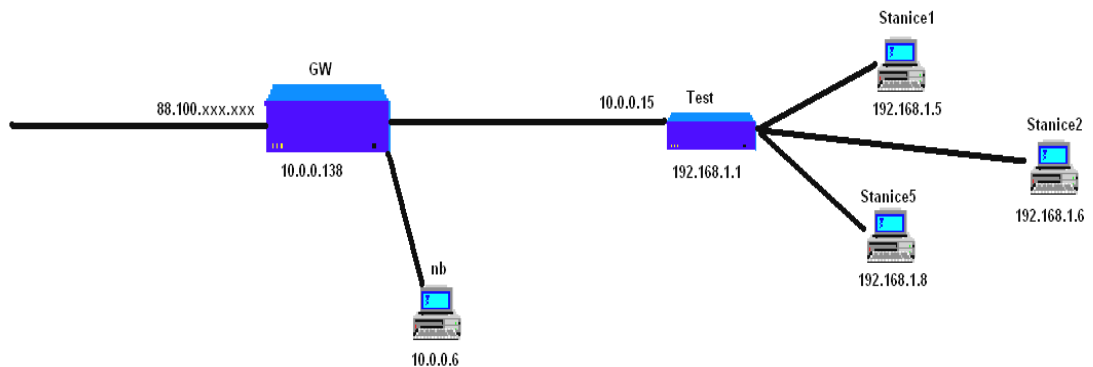 GW
88.100.xxx.xxx
10.0.0.138
nb
10.0.0.6
10.0.0.15
Test
192.168.1.1
Stanice1
192.168.1.5
Stanice2
192.168.1.6
Stanice5
192.168.1.8